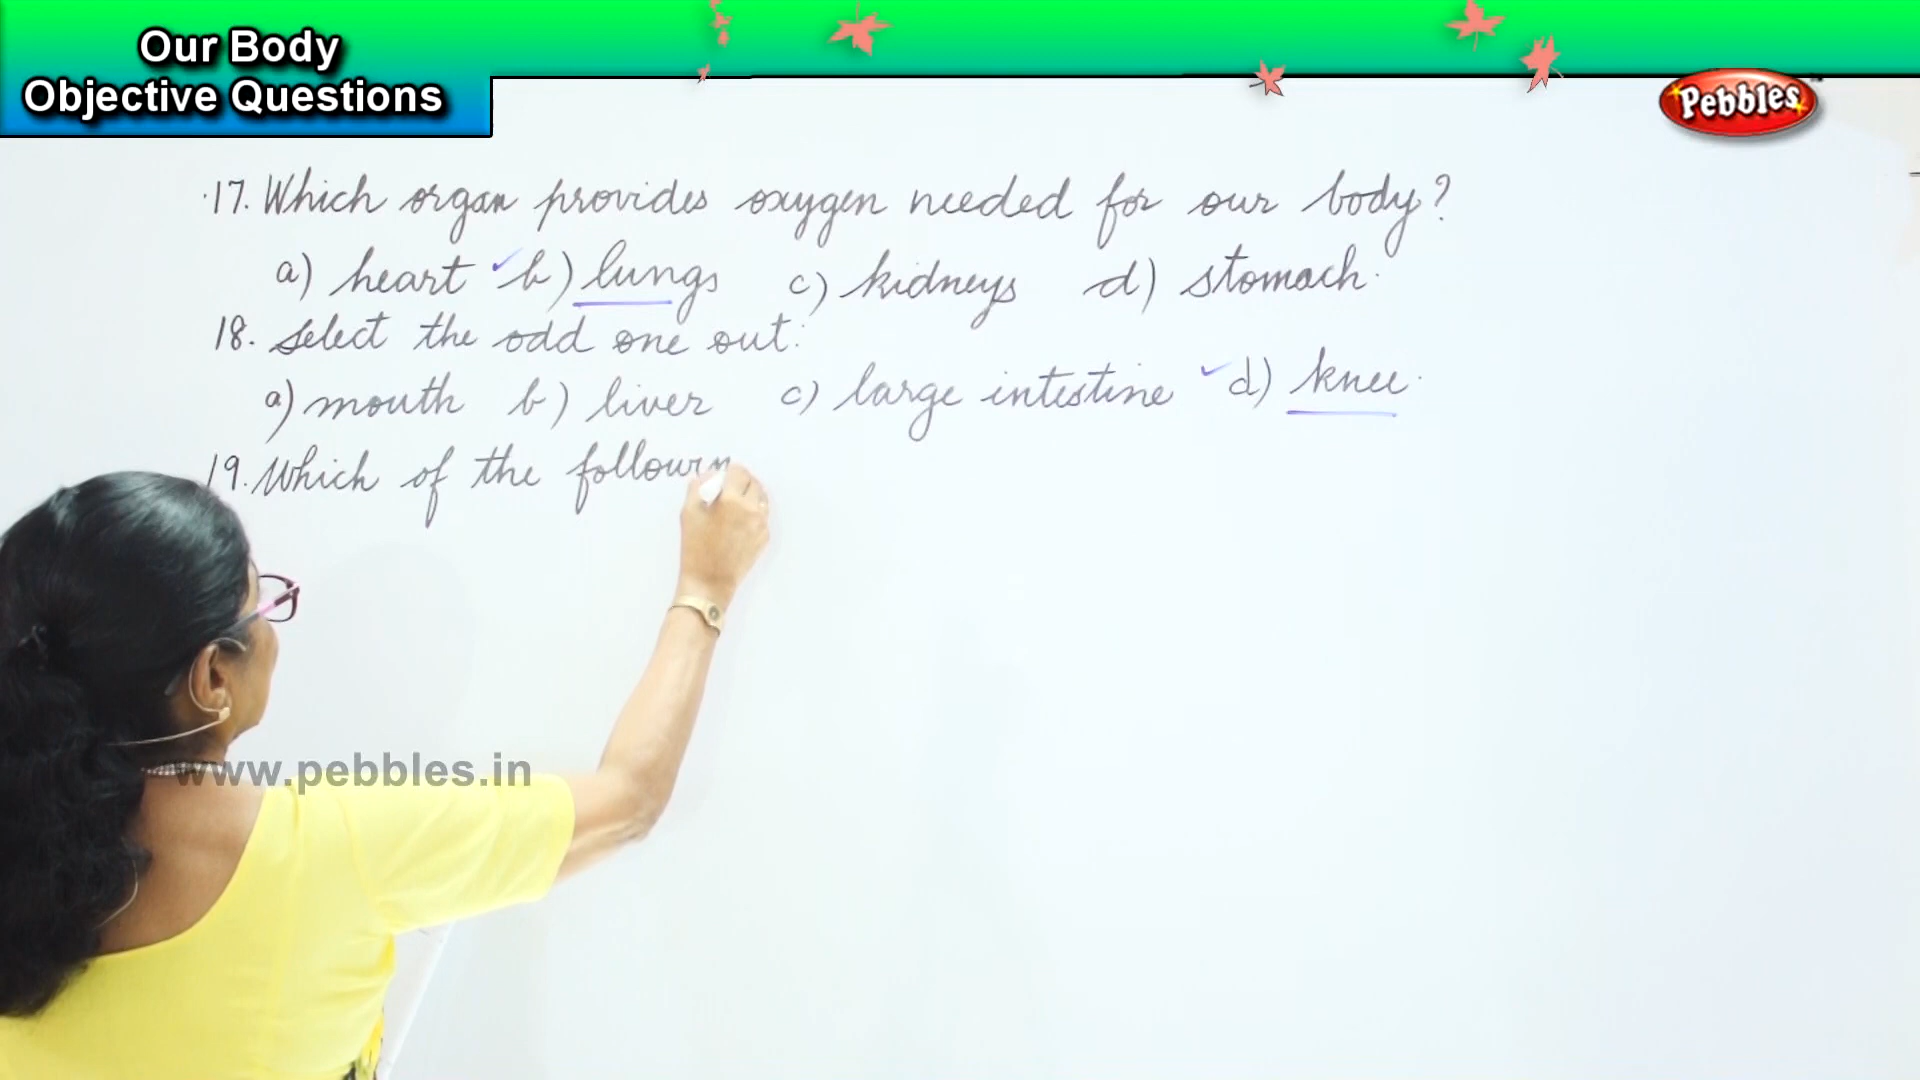 Our Body
Objective Questions
Pebbles
17. Which organ provides oxygen needed for our body?
a) heart b) lungs c) kidneys d) stomach.
18. Select the odd one out:
a) mouth b) liver c) large intestine d) knee.
19. Which of the followin
www.pebbles.in